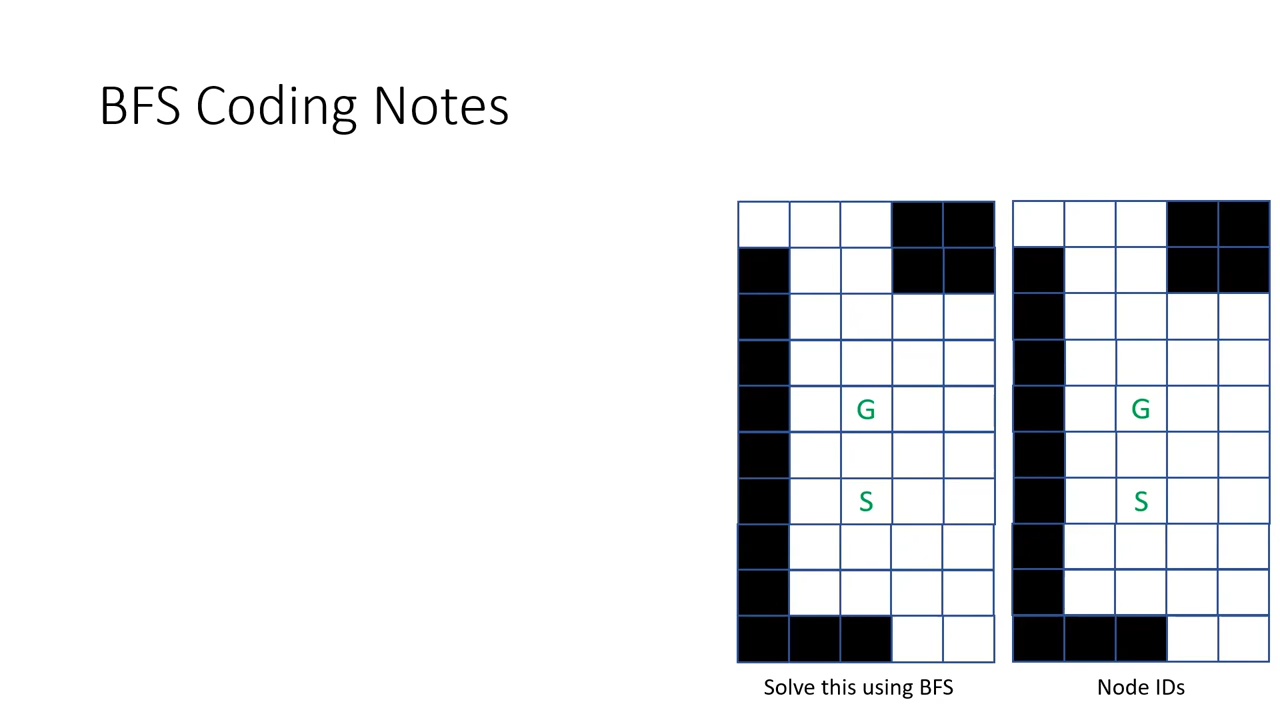 BFS Coding Notes
G
G
S
S
Solve this using BFS
Node IDs